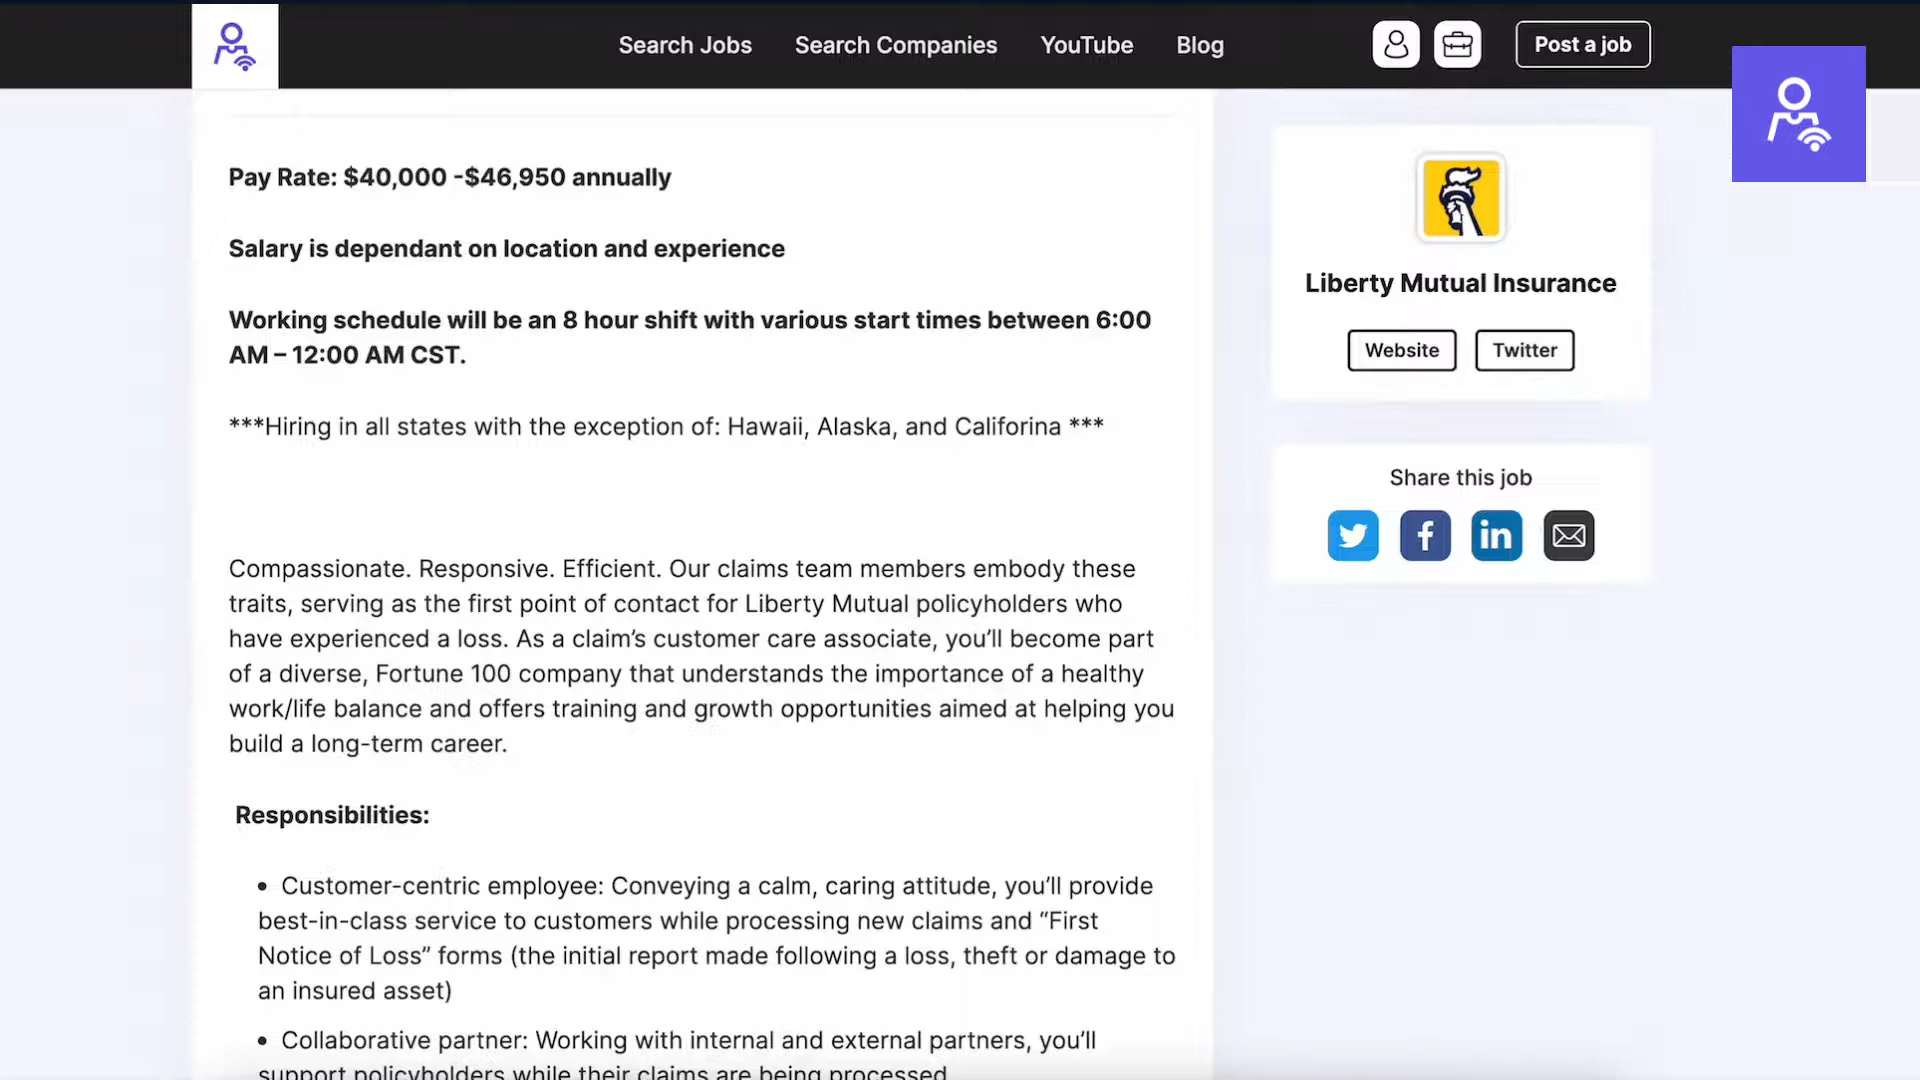 Search Jobs
Search Companies
YouTube
Blog
Post a job
Pay Rate: $40,000 -$46,950 annually
Salary is dependant on location and experience
Working schedule will be an 8 hour shift with various start times between 6:00
AM – 12:00 AM CST.
***Hiring in all states with the exception of: Hawaii, Alaska, and Califorina ***
Compassionate. Responsive. Efficient. Our claims team members embody these
traits, serving as the first point of contact for Liberty Mutual policyholders who
have experienced a loss. As a claim’s customer care associate, you’ll become part
of a diverse, Fortune 100 company that understands the importance of a healthy
work/life balance and offers training and growth opportunities aimed at helping you
build a long-term career.
Responsibilities:
• Customer-centric employee: Conveying a calm, caring attitude, you’ll provide
best-in-class service to customers while processing new claims and “First
Notice of Loss” forms (the initial report made following a loss, theft or damage to
an insured asset)
• Collaborative partner: Working with internal and external partners, you’ll
support policyholders while their claims are being processed
Liberty Mutual Insurance
Website
Twitter
Share this job